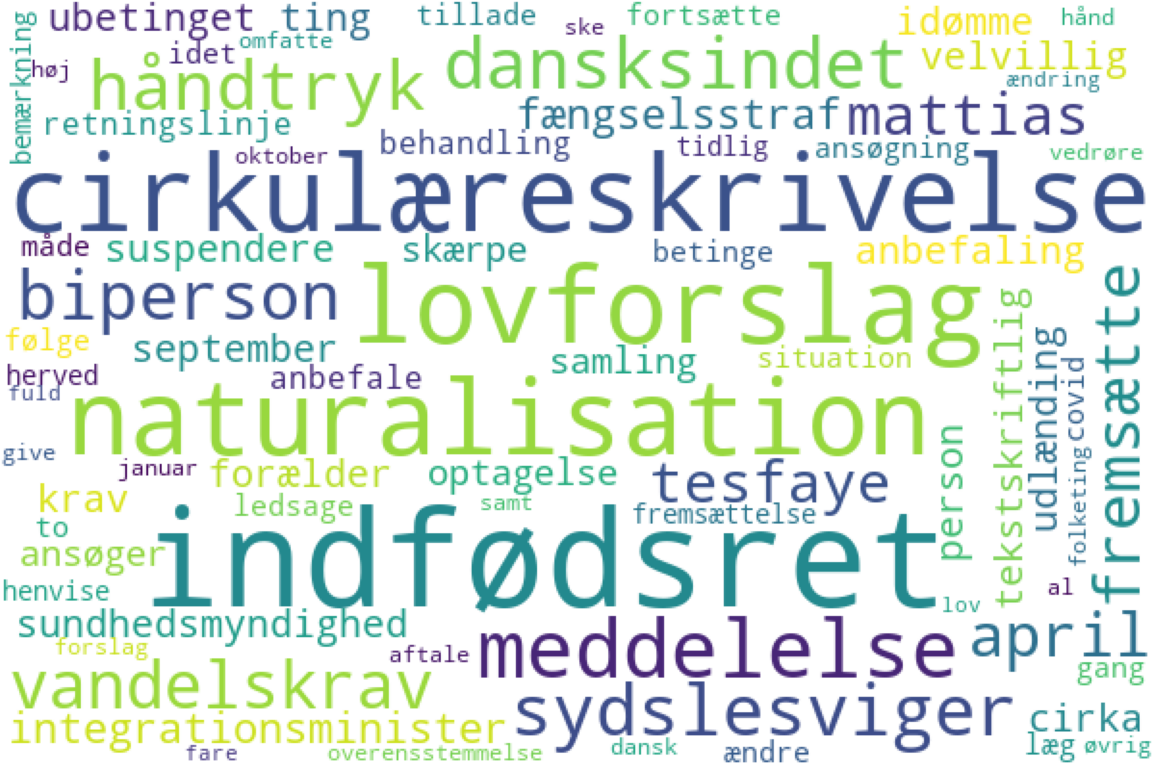 bemærkning
ubetinget ting tillade ske fortsætte idømme hånd
høj idet omfatte håndtryk dansksindet velvillig ændring
retningslinje behandling fængselsstraf mattias
oktober tidlig ansøgning vedrøre
cirkulæreskrivelse
måde suspendere skærpe betinge anbefaling
biperson lovforslag
følge september samling situation
herved anbefale
fuld naturalisation
tekstskriftlig udlænding covid fremsætte
give januar forælder optagelse tesfaye person folketing
krav ledsage samt fremsættelse
to ansøger indfødsret
henvise al
lov
sundhedsmyndighed meddelelse april
forslag aftale gang
vandelskrav sydslesviger
integrationsminister cirka
fare overensstemmelse dansk ændre læg øvrig